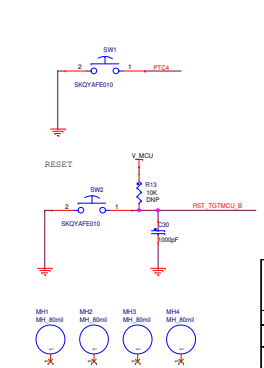 SW1
2 1 PTC4
SKQYAFE010
RESET
V_MCU
R13
10K
DNP
SW2
2 1 RST_TGTMCU_B
SKQYAFE010
C30
1000pF
MH1 MH2 MH3 MH4
MH_80mil MH_80mil MH_80mil MH_80mil